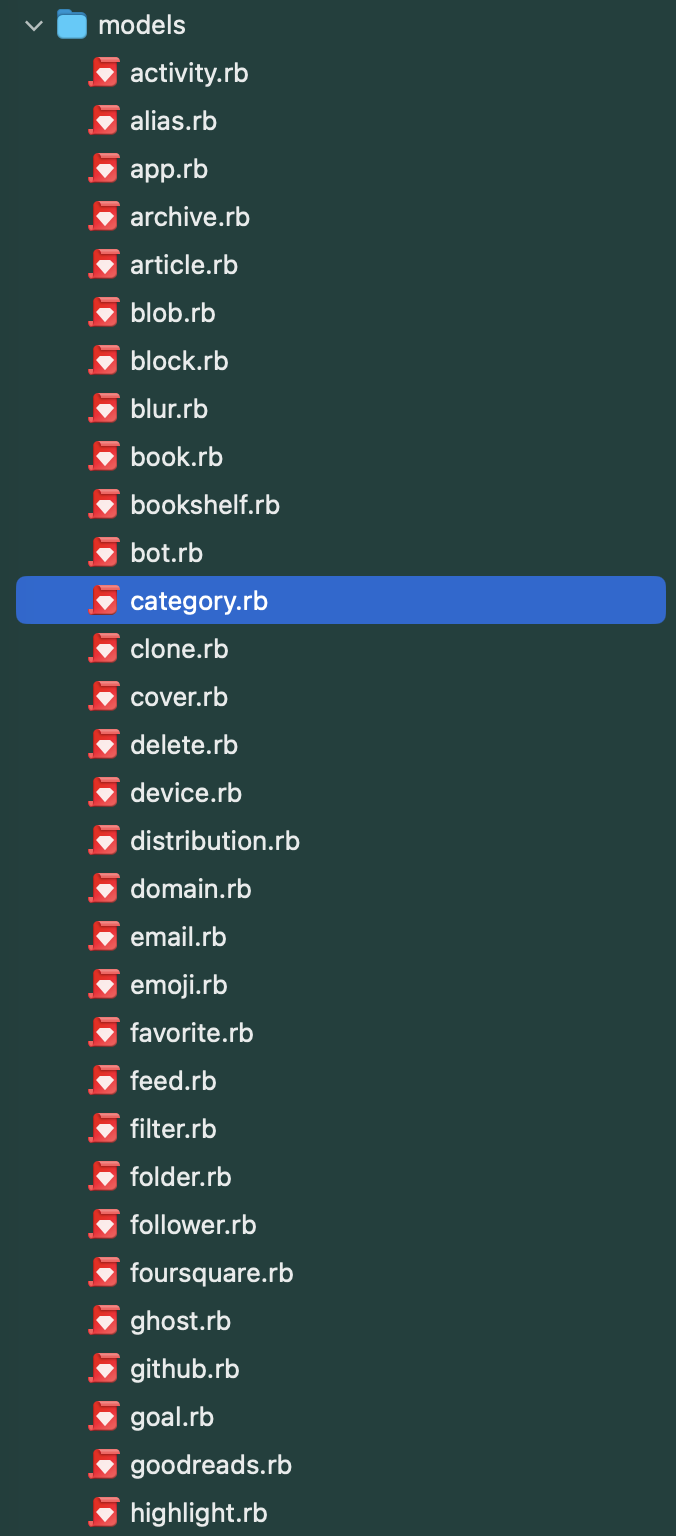 models
activity.rb
alias.rb
app.rb
archive.rb
article.rb
blob.rb
block.rb
blur.rb
book.rb
bookshelf.rb
bot.rb
category.rb
clone.rb
cover.rb
delete.rb
device.rb
distribution.rb
domain.rb
email.rb
emoji.rb
favorite.rb
feed.rb
filter.rb
folder.rb
follower.rb
foursquare.rb
ghost.rb
github.rb
goal.rb
goodreads.rb
highlight.rb